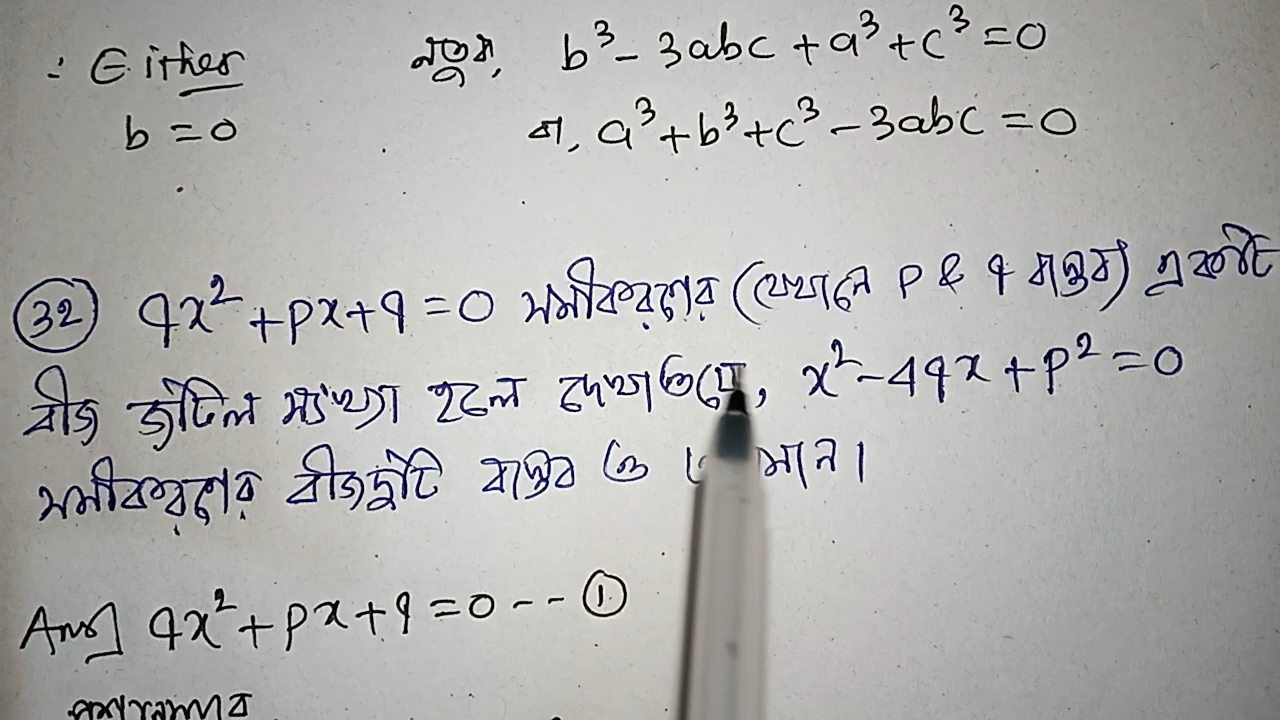 ∴ Either নতুবা, b³ - 3abc + a³ + c³ = 0
b = 0 বা, a³ + b³ + c³ - 3abc = 0
(32) qx² + px + q = 0 সমীকরণের (যেখানে p & q বাস্তব) একটি
বীজ জটিল সংখ্যা হলে দেখাও যে, x² - 4qx + p² = 0
সমীকরণের বীজদুটি বাস্তব ও
Ans] qx² + px + q = 0 -- ①